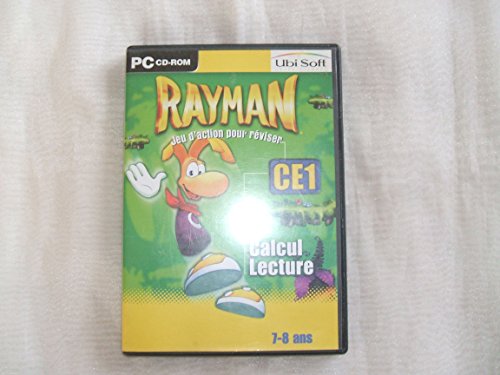 PC CD-ROM
Ubi Soft
RAYMAN
Jeu d'action pour réviser
CE1
Calcul
Lecture
7-8 ans